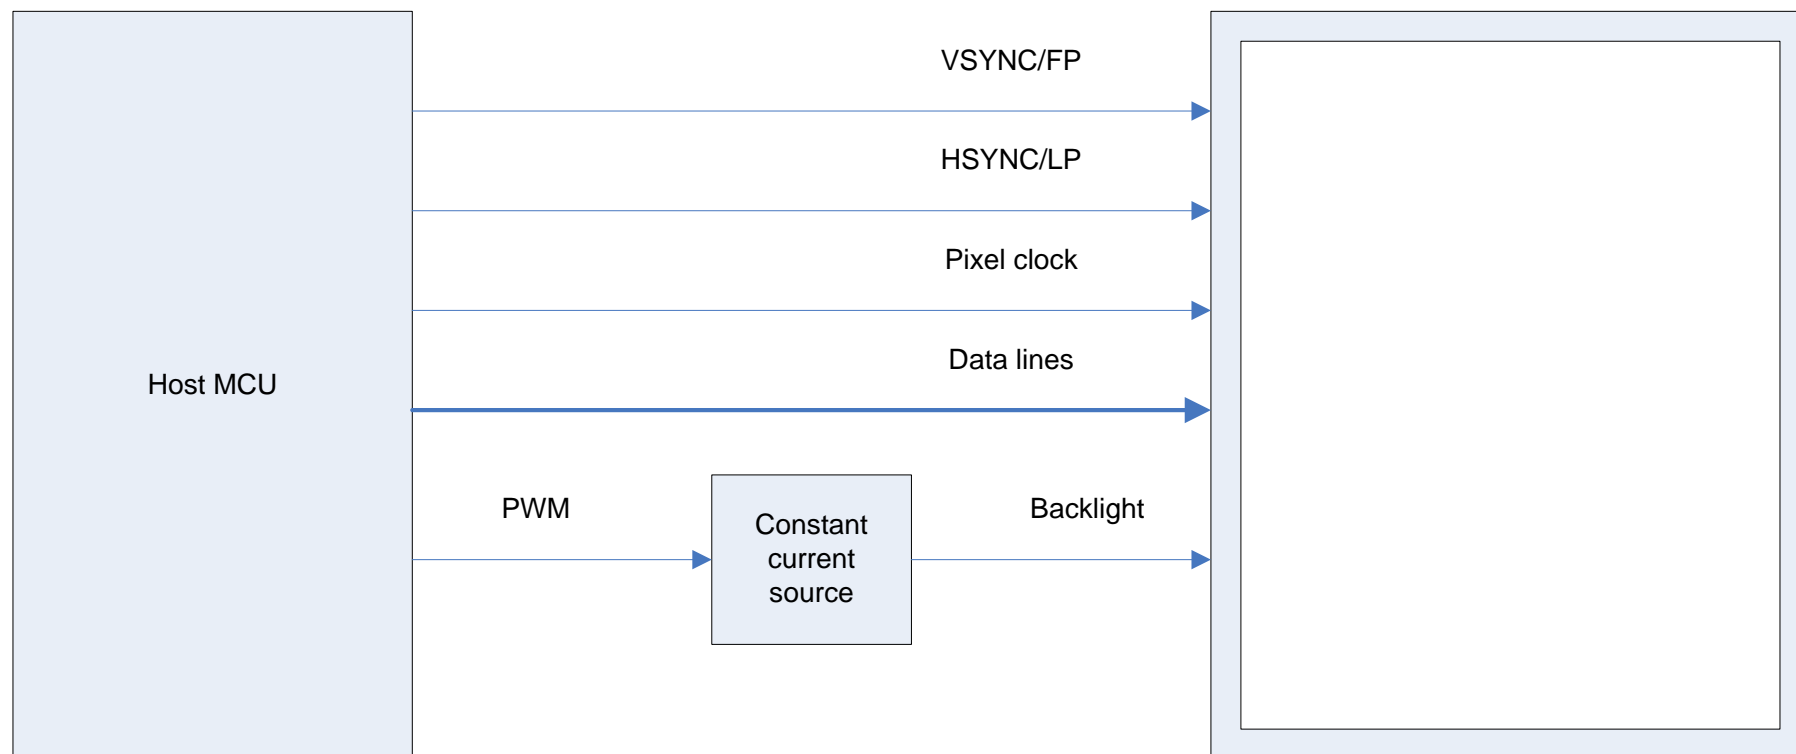 VSYNC/FP
HSYNC/LP
Pixel clock
Data lines
Host MCU
PWM
Constant
current
source
Backlight